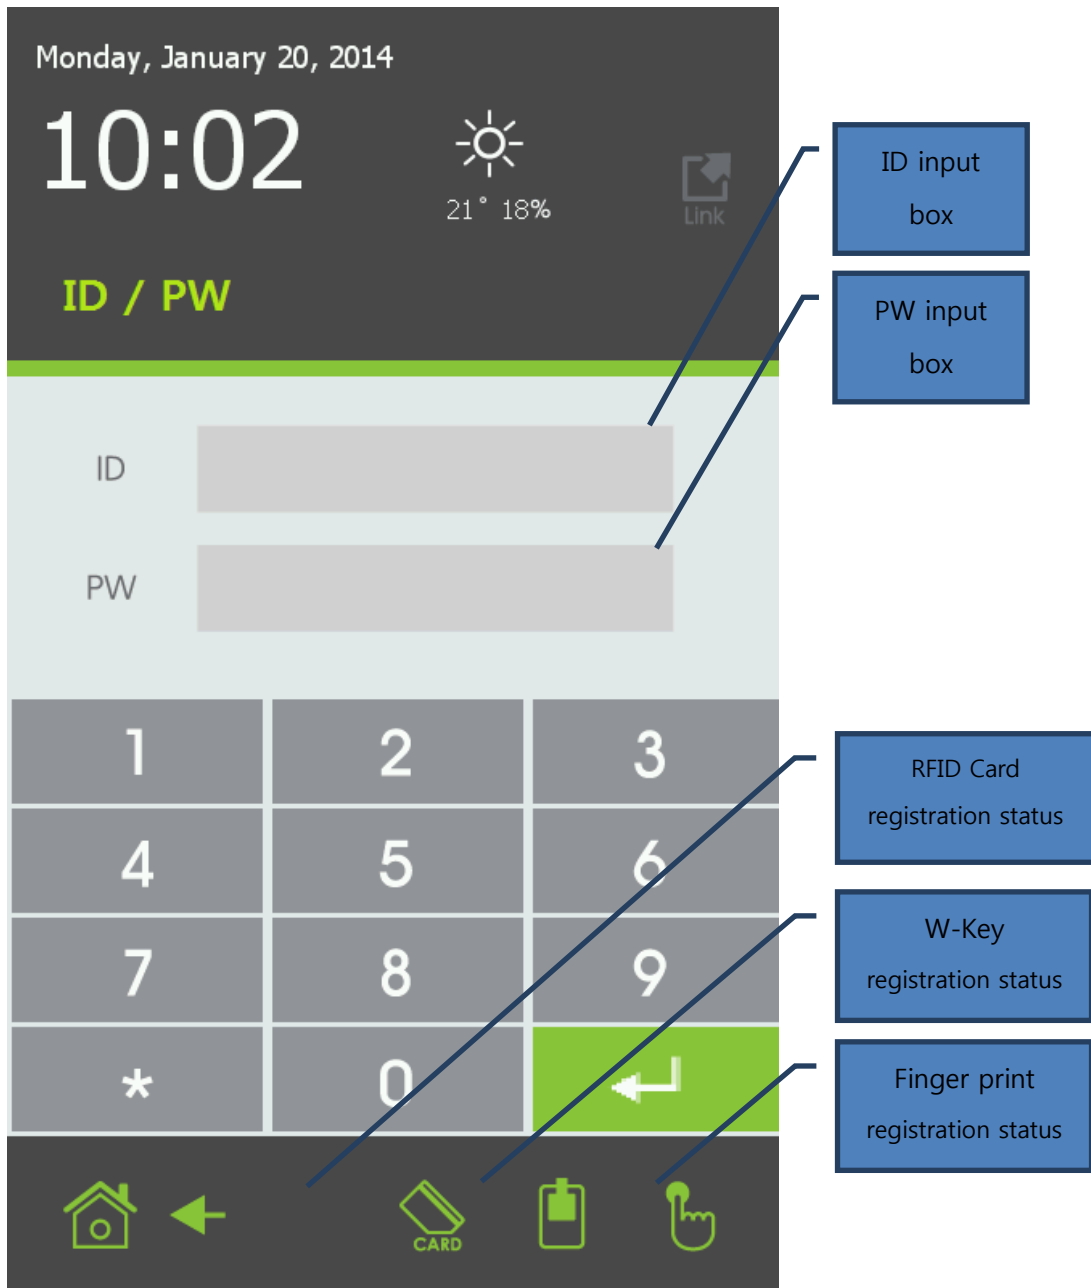 Monday, January 20, 2014
10:02
21° 18%
Link
ID / PW
ID input
box
PW input
box
ID
PW
1 2 3
4 5 6
7 8 9
* 0
RFID Card
registration status
W-Key
registration status
Finger print
registration status
CARD